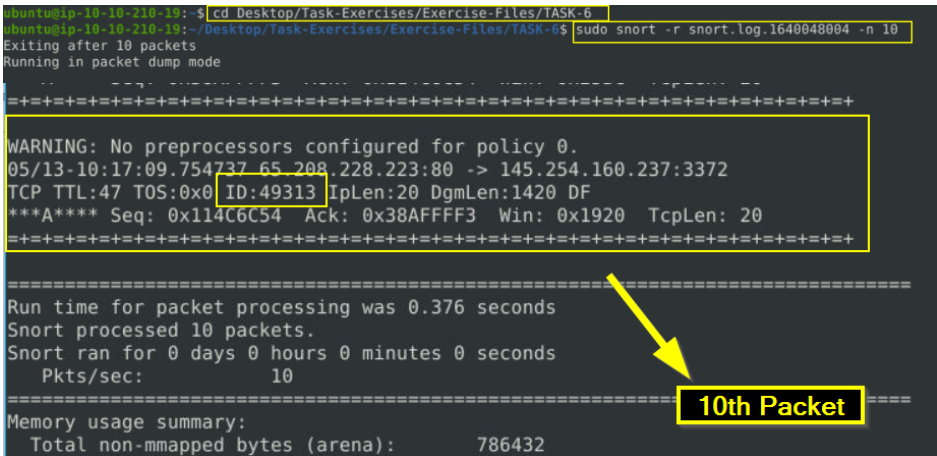 ubuntu@ip-10-10-210-19:~$ cd Desktop/Task-Exercises/Exercise-Files/TASK-6
ubuntu@ip-10-10-210-19:~/Desktop/Task-Exercises/Exercise-Files/TASK-6$ sudo snort -r snort.log.1640048004 -n 10
Exiting after 10 packets
Running in packet dump mode
=+=+=+=+=+=+=+=+=+=+=+=+=+=+=+=+=+=+=+=+=+=+=+=+=+=+=+=+=+=+=+=+=+=+=+=+=+
WARNING: No preprocessors configured for policy 0.
05/13-10:17:09.754737 65.208.228.223:80 -> 145.254.160.237:3372
TCP TTL:47 TOS:0x0 ID:49313 IpLen:20 DgmLen:1420 DF
***A**** Seq: 0x114C6C54  Ack: 0x38AFFFF3  Win: 0x1920  TcpLen: 20
=+=+=+=+=+=+=+=+=+=+=+=+=+=+=+=+=+=+=+=+=+=+=+=+=+=+=+=+=+=+=+=+=+=+=+=+=+
===============================================================================
Run time for packet processing was 0.376 seconds
Snort processed 10 packets.
Snort ran for 0 days 0 hours 0 minutes 0 seconds
   Pkts/sec:           10
===============================================================================
10th Packet
Memory usage summary:
  Total non-mmapped bytes (arena):       786432